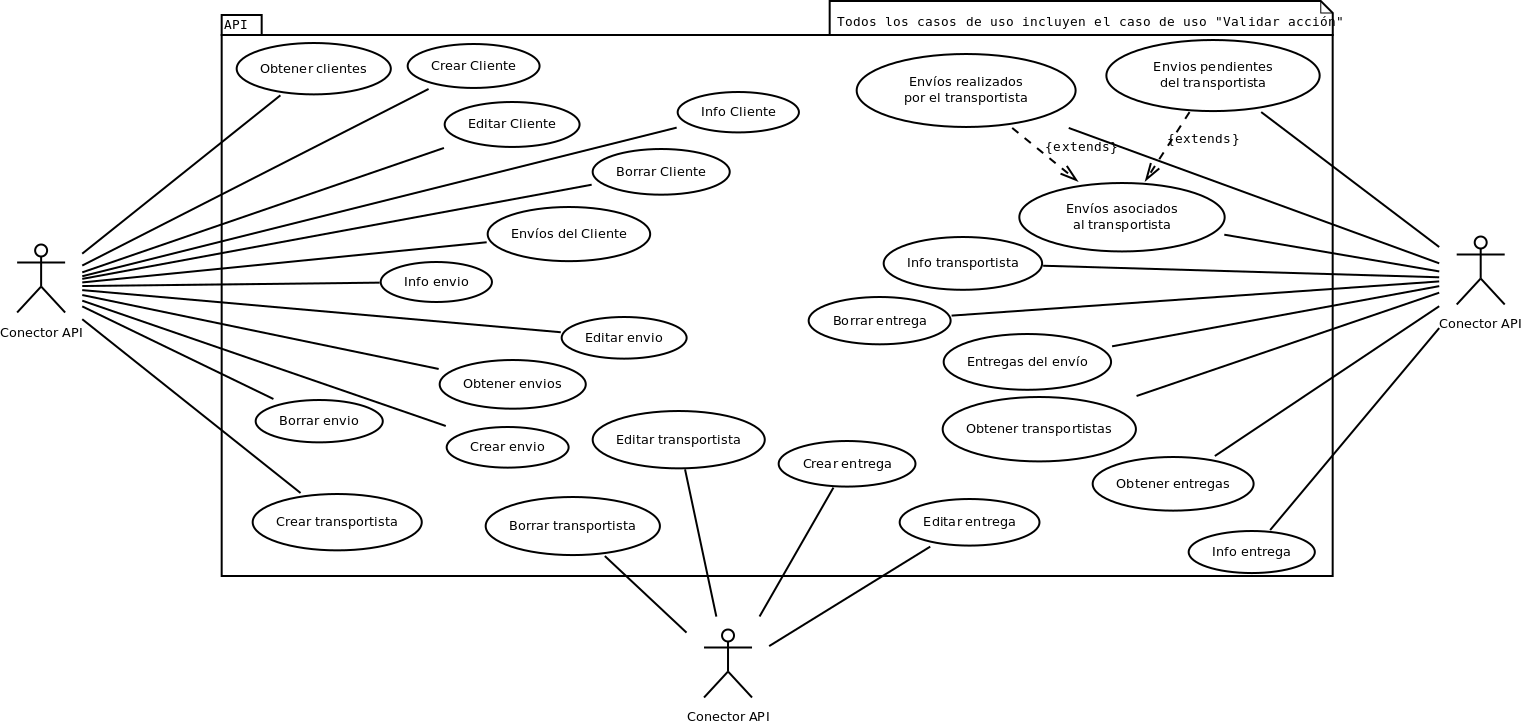 API
Todos los casos de uso incluyen el caso de uso "Validar acción"
Obtener clientes
Crear Cliente
Envíos realizados
por el transportista
Envios pendientes
del transportista
Editar Cliente
Info Cliente
{extends}
{extends}
Borrar Cliente
Envíos asociados
al transportista
Envíos del Cliente
Info envio
Info transportista
Conector API
Conector API
Editar envio
Borrar entrega
Entregas del envío
Obtener envios
Borrar envio
Crear envio
Editar transportista
Obtener transportistas
Crear entrega
Obtener entregas
Crear transportista
Borrar transportista
Editar entrega
Info entrega
Conector API